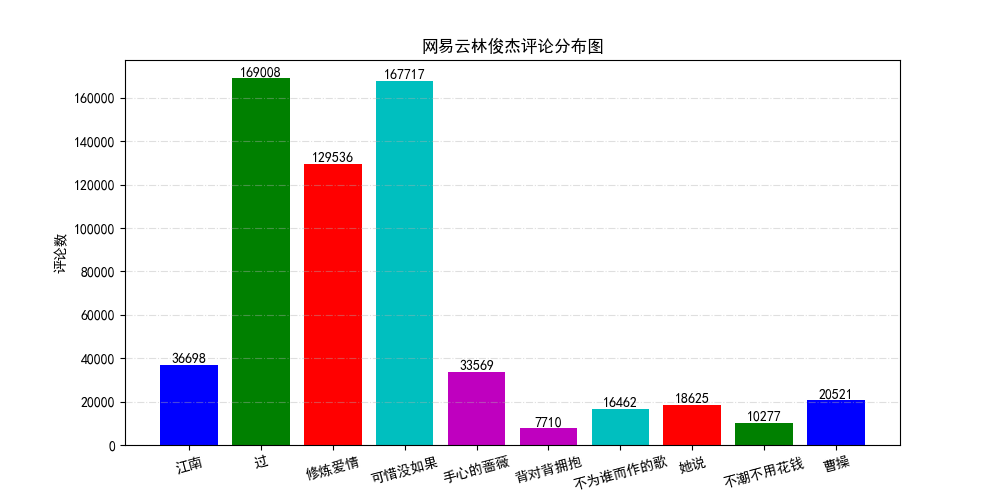 网易云林俊杰评论分布图
评论数
160000
140000
120000
100000
80000
60000
40000
20000
0
36698
169008
129536
167717
33569
7710
16462
18625
10277
20521
江南
过
修炼爱情
可惜没如果
手心的蔷薇
背对背拥抱
不为谁而作的歌
她说
不潮不用花钱
曹操